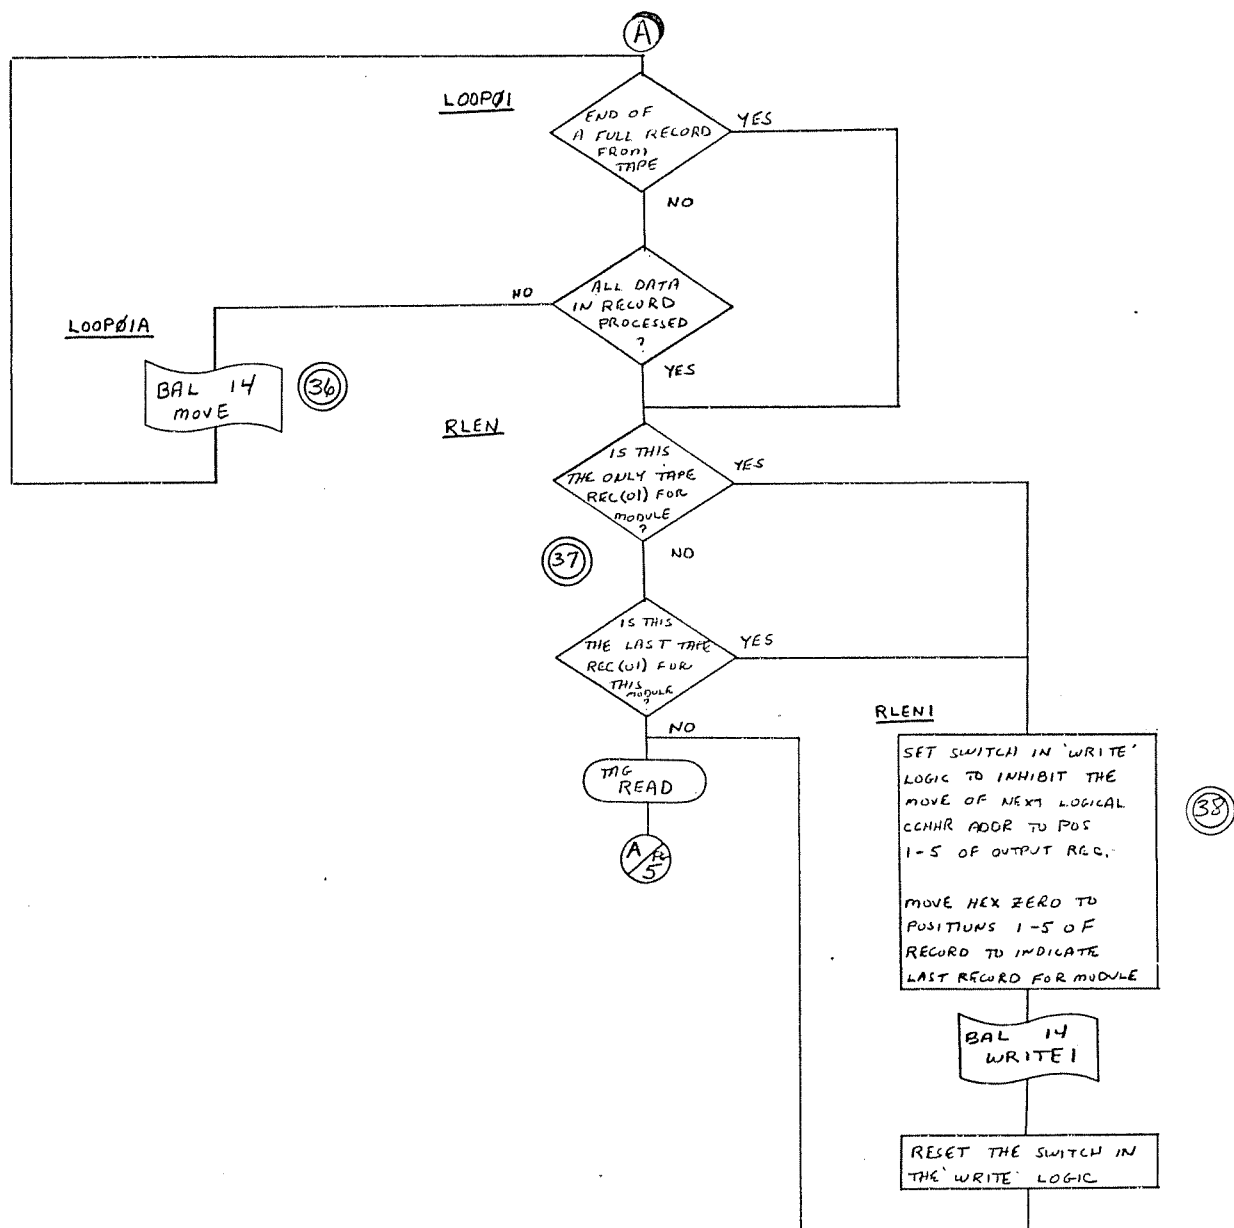 A
LOOPØ1
END OF
A FULL RECORD
FROM
TAPE
YES
NO
ALL DATA
IN RECORD
PROCESSED
?
NO
YES
LOOPØ1A
BAL 14
MOVE
36
RLEN
IS THIS
THE ONLY TAPE
REC(01) FOR
MODULE
?
YES
37
NO
IS THIS
THE LAST TAPE
REC(01) FOR
THIS
MODULE
?
YES
NO
MG
READ
A
5
RLEN1
SET SWITCH IN 'WRITE'
LOGIC TO INHIBIT THE
MOVE OF NEXT LOGICAL
CCHHR ADDR TO POS
1-5 OF OUTPUT REC.
MOVE HEX ZERO TO
POSITIONS 1-5 OF
RECORD TO INDICATE
LAST RECORD FOR MODULE
38
BAL 14
WRITE1
RESET THE SWITCH IN
THE 'WRITE' LOGIC